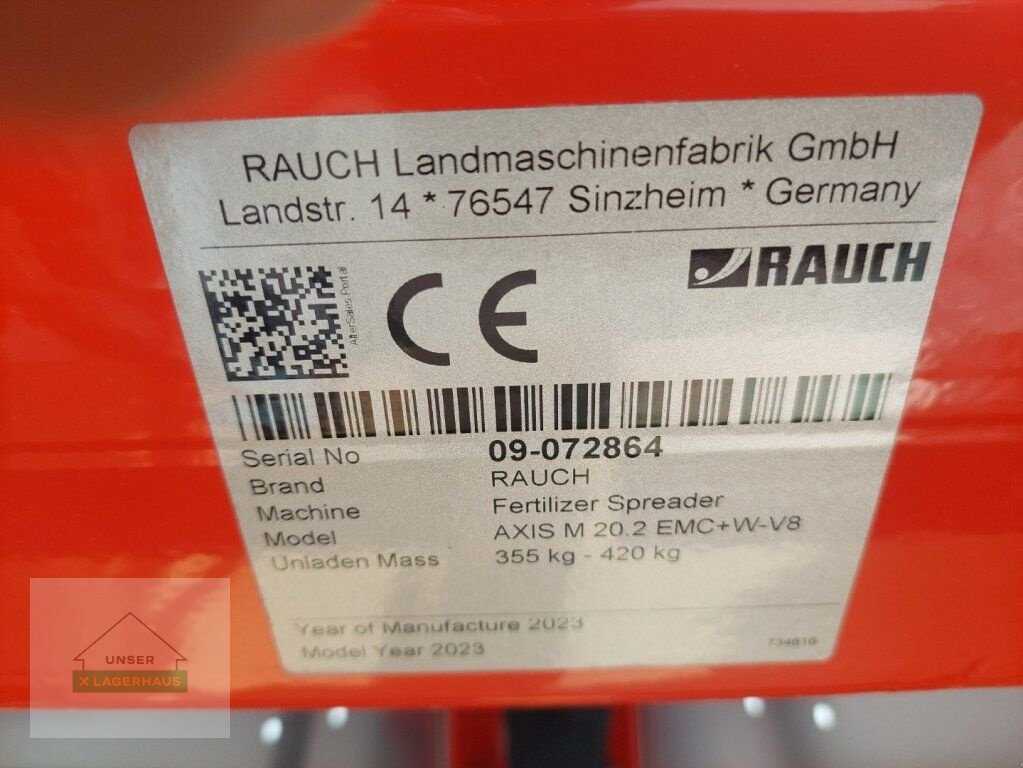 RAUCH Landmaschinenfabrik GmbH
Landstr. 14 * 76547 Sinzheim * Germany
AfterSales Portal
CE
RAUCH
Serial No 09-072864
Brand RAUCH
Machine Fertilizer Spreader
Model AXIS M 20.2 EMC+W-V8
Unladen Mass 355 kg - 420 kg
Year of Manufacture 2023
Model Year 2023
734616
UNSER
X LAGERHAUS